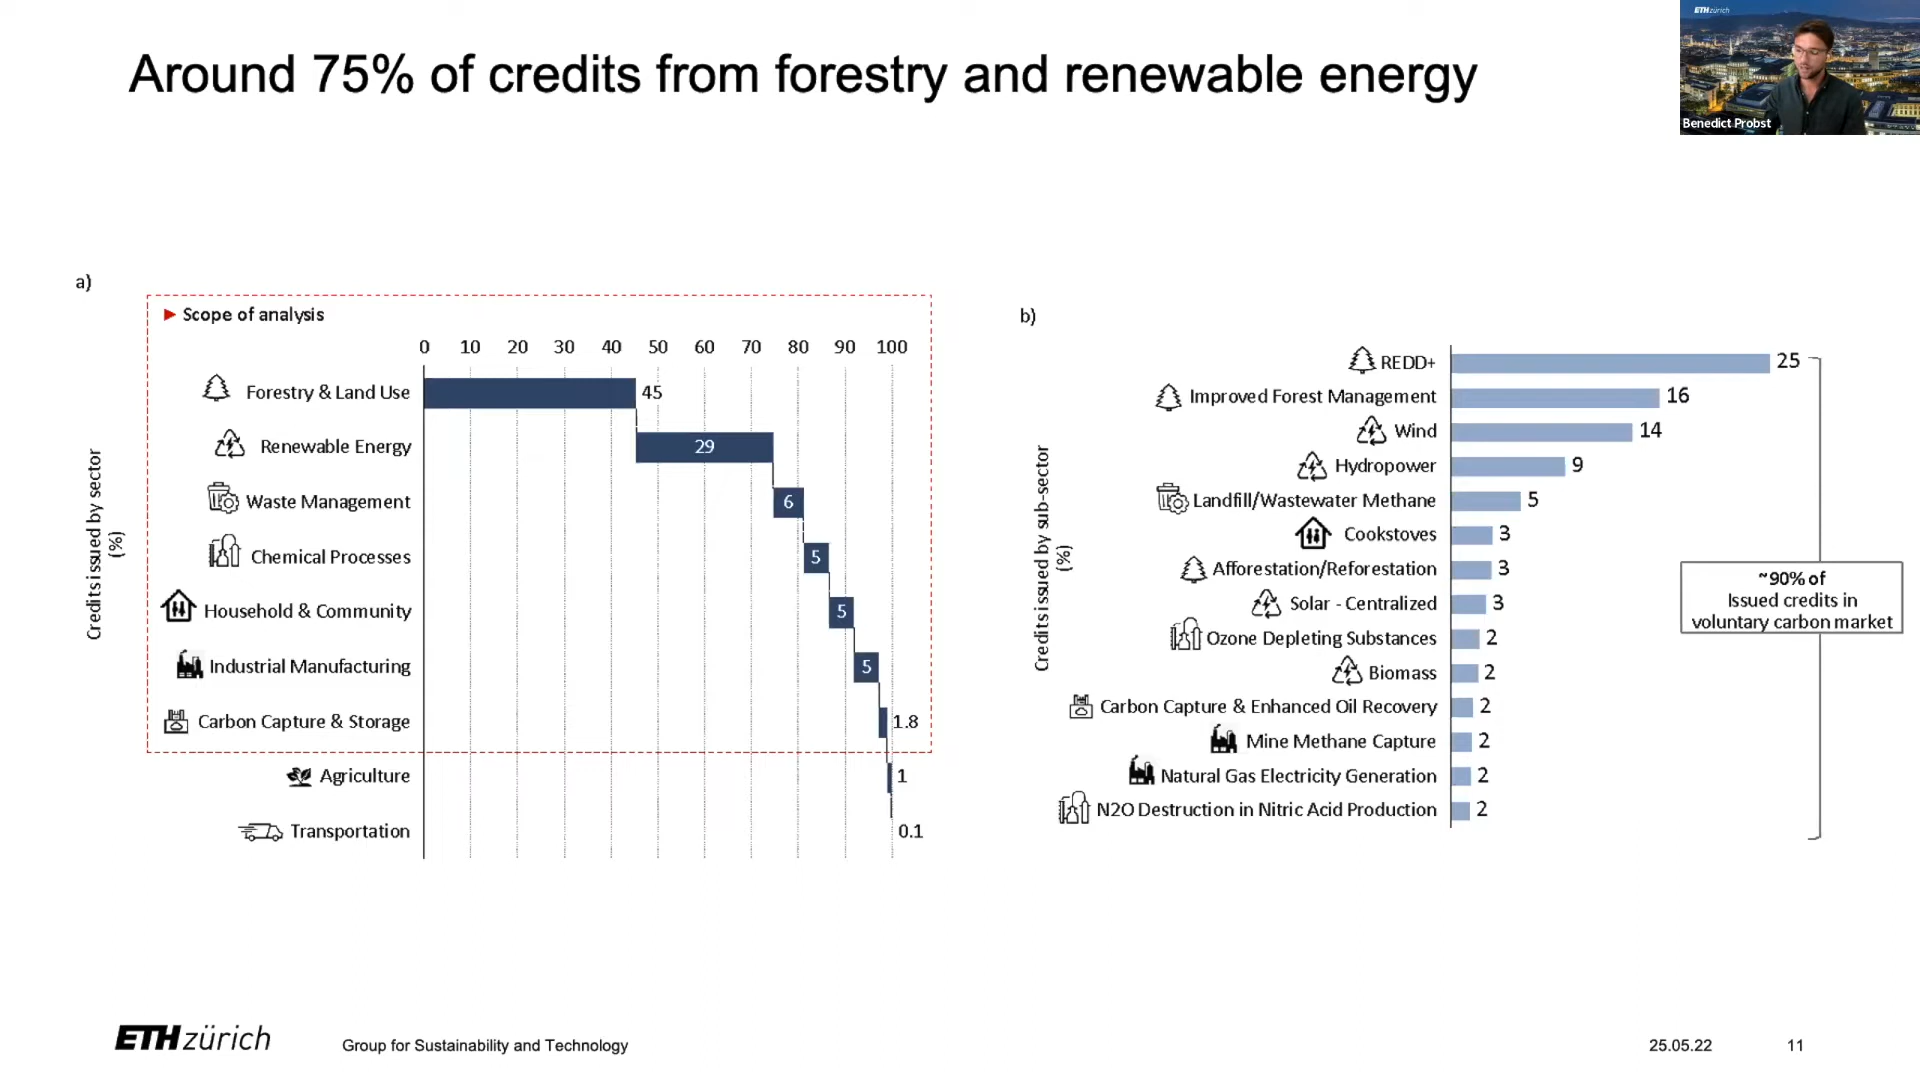 Around 75% of credits from forestry and renewable energy
ETH zürich
Benedict Probst
a)
Scope of analysis
0 10 20 30 40 50 60 70 80 90 100
Credits issued by sector
(%)
Forestry & Land Use 45
Renewable Energy 29
Waste Management 6
Chemical Processes 5
Household & Community 5
Industrial Manufacturing 5
Carbon Capture & Storage 1.8
Agriculture 1
Transportation 0.1
b)
Credits issued by sub-sector
(%)
REDD+ 25
Improved Forest Management 16
Wind 14
Hydropower 9
Landfill/Wastewater Methane 5
Cookstoves 3
Afforestation/Reforestation 3
Solar - Centralized 3
Ozone Depleting Substances 2
Biomass 2
Carbon Capture & Enhanced Oil Recovery 2
Mine Methane Capture 2
Natural Gas Electricity Generation 2
N2O Destruction in Nitric Acid Production 2
~90% of
Issued credits in
voluntary carbon market
ETH zürich
Group for Sustainability and Technology
25.05.22
11